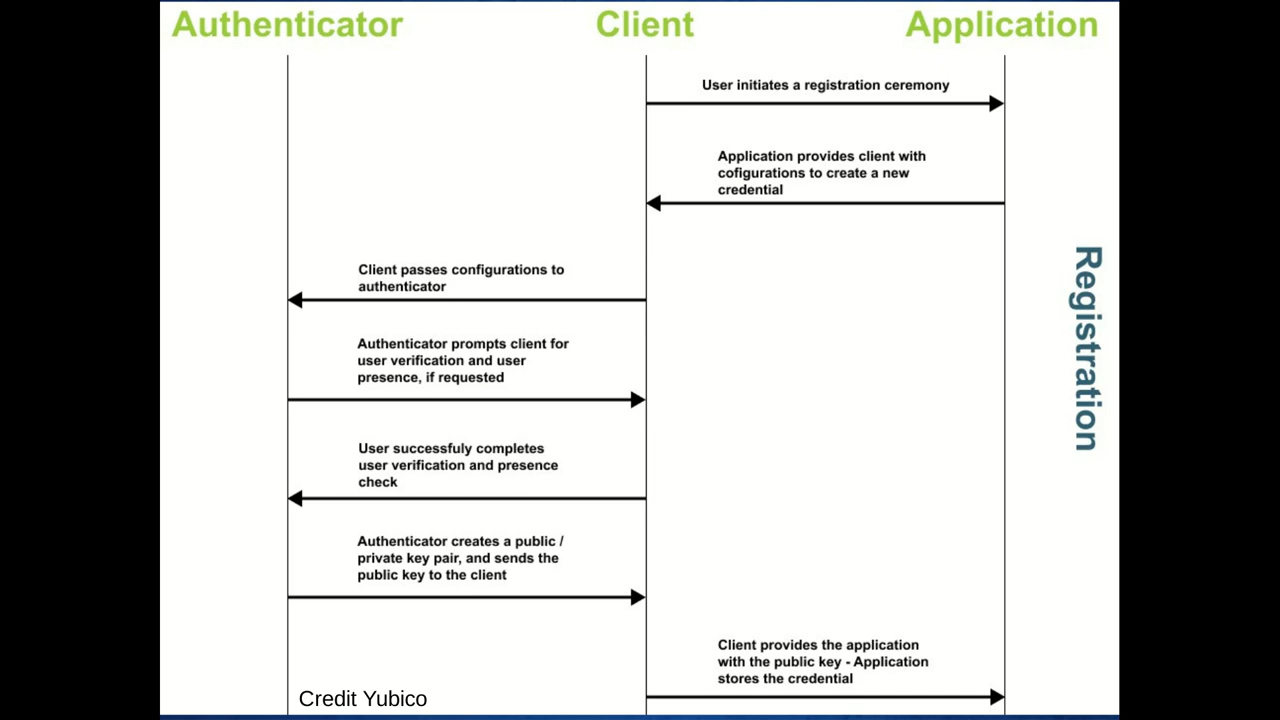 Authenticator Client Application
User initiates a registration ceremony
Application provides client with
cofigurations to create a new
credential
Client passes configurations to
authenticator
Authenticator prompts client for
user verification and user
presence, if requested
User successfuly completes
user verification and presence
check
Authenticator creates a public /
private key pair, and sends the
public key to the client
Client provides the application
with the public key - Application
stores the credential
Registration
Credit Yubico